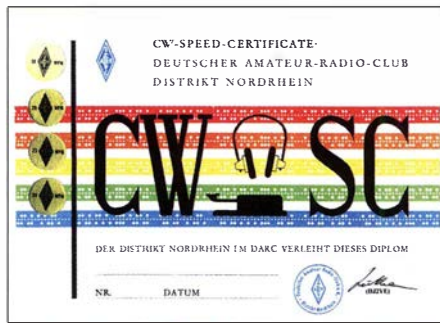 CW-SPEED-CERTIFICATE·
DEUTSCHER AMATEUR-RADIO-CLUB
DISTRIKT NORDRHEIN
CW SC
DER DISTRIKT NORDRHEIN IM DARC VERLEIHT DIESES DIPLOM
NR. DATUM